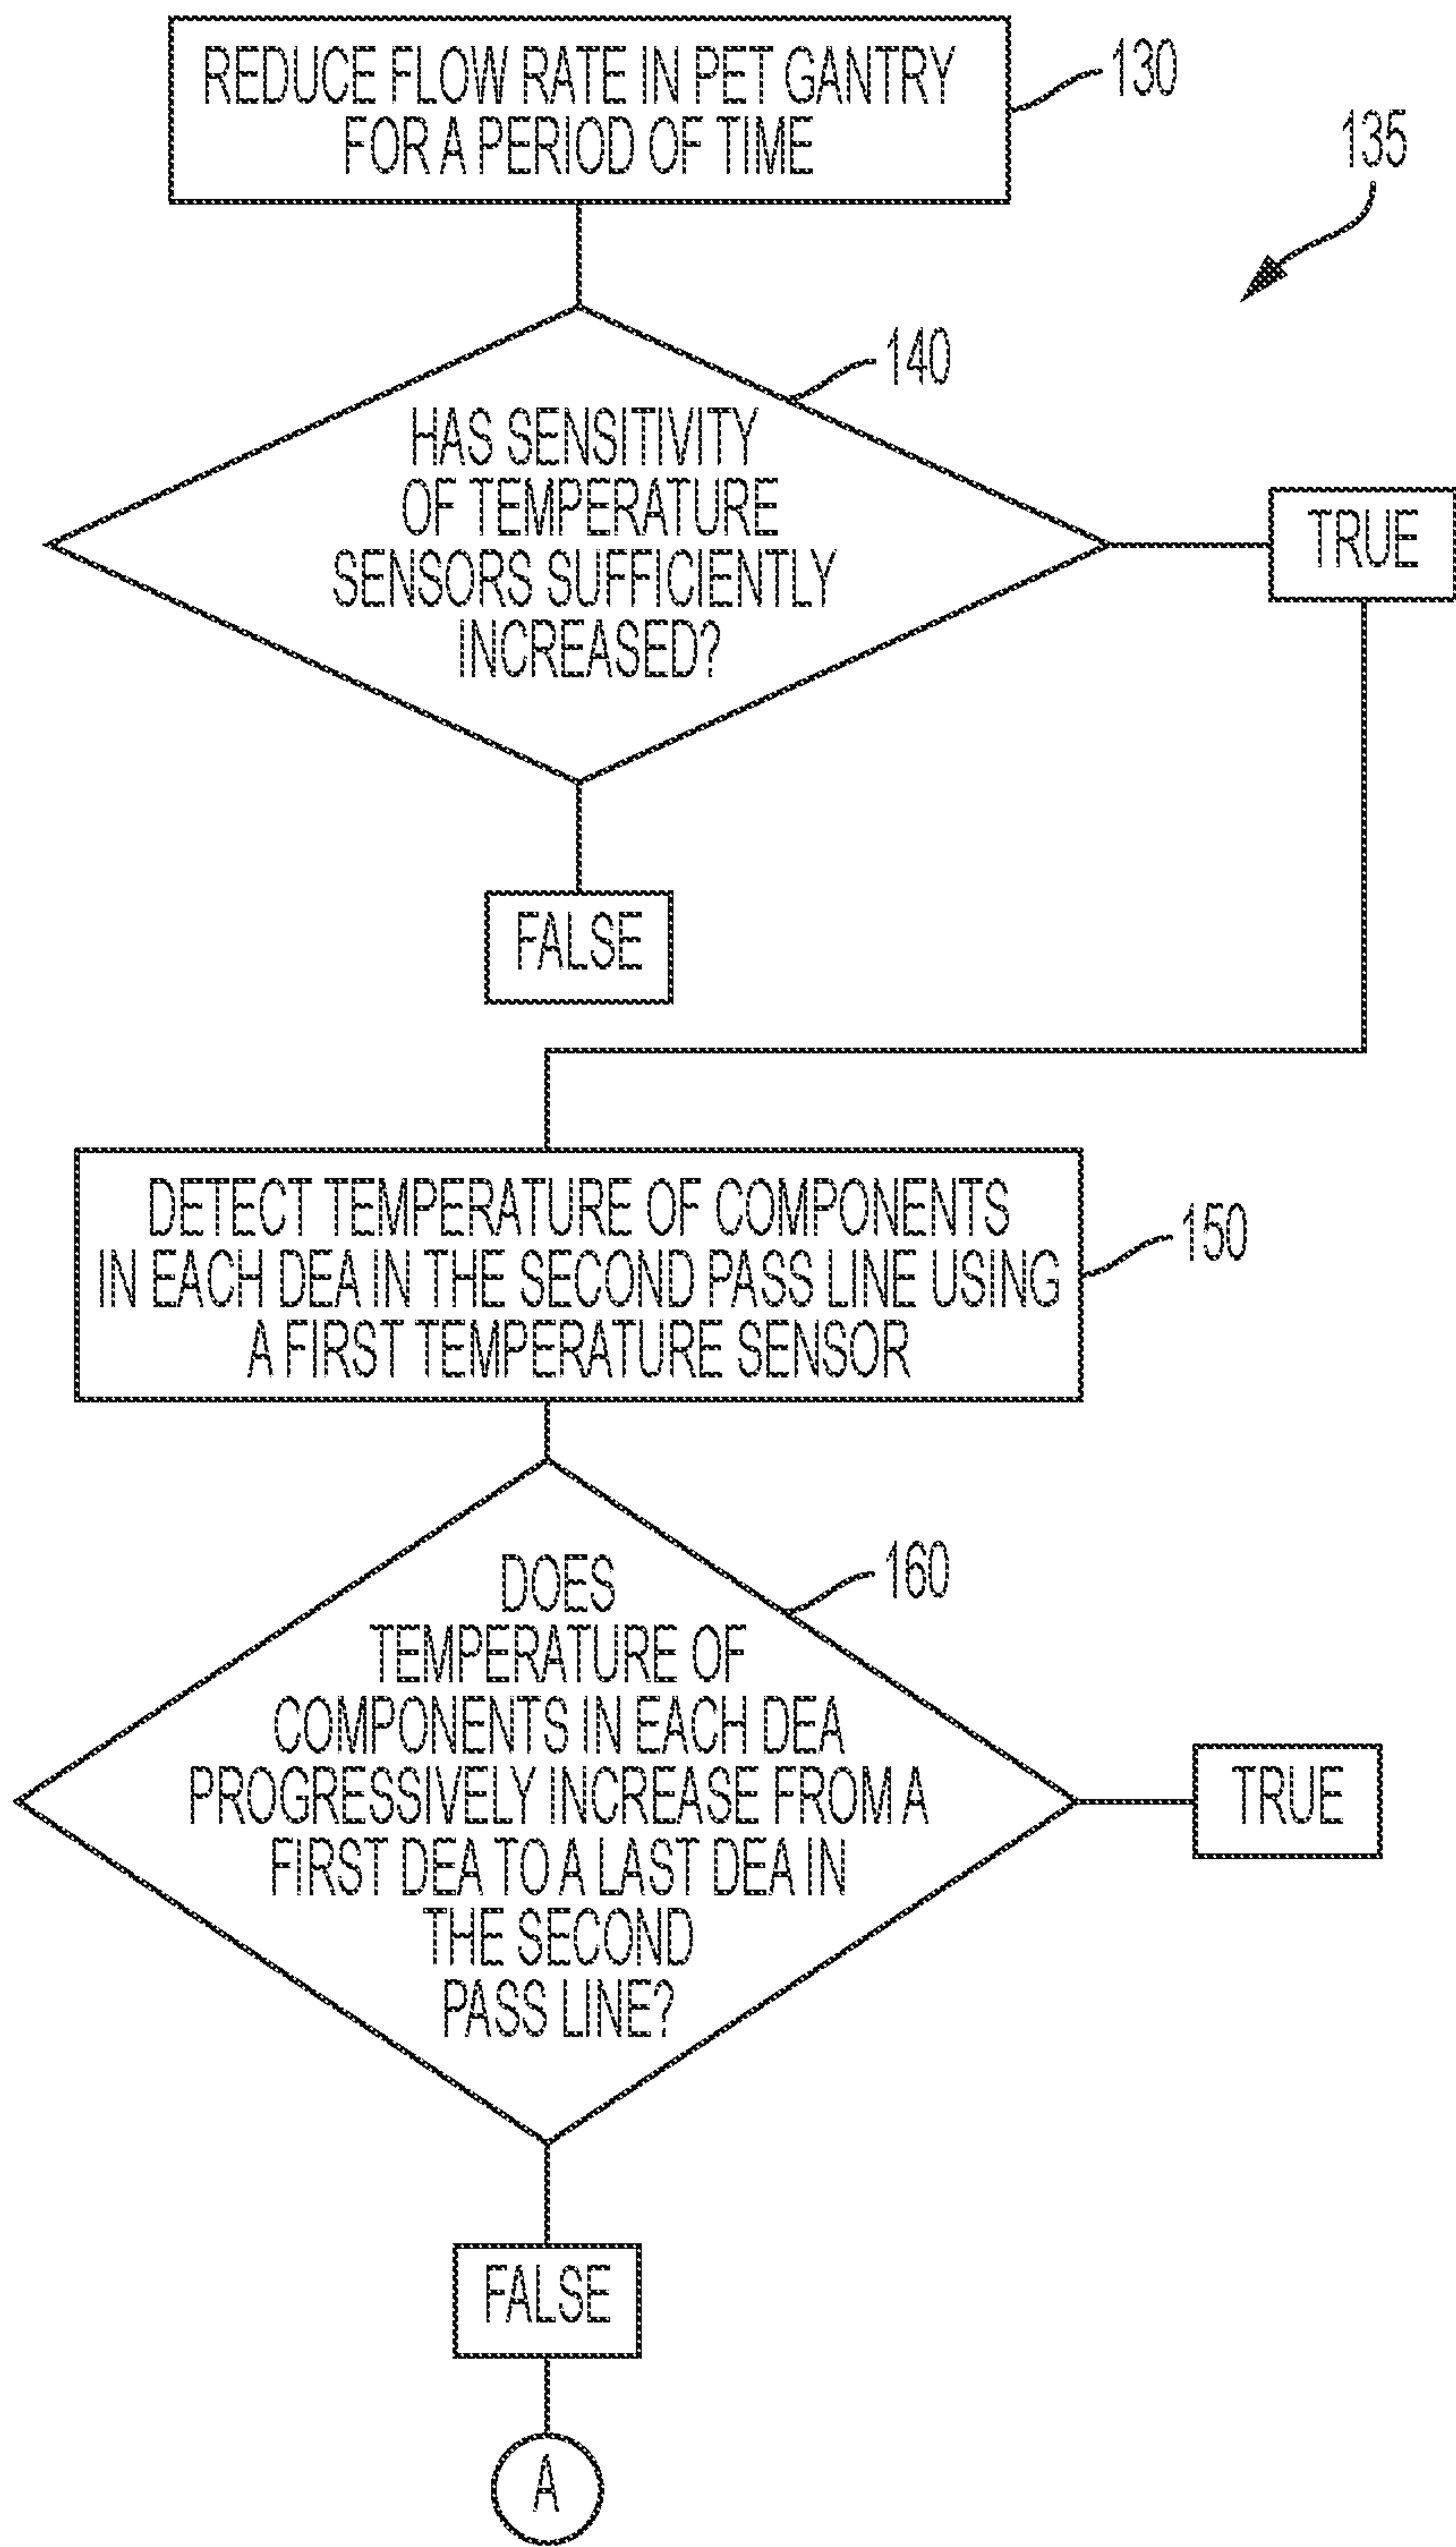 REDUCE FLOW RATE IN PET GANTRY
FOR A PERIOD OF TIME
130
135
140
HAS SENSITIVITY
OF TEMPERATURE
SENSORS SUFFICIENTLY
INCREASED?
TRUE
FALSE
DETECT TEMPERATURE OF COMPONENTS
IN EACH DEA IN THE SECOND PASS LINE USING
A FIRST TEMPERATURE SENSOR
150
160
DOES
TEMPERATURE OF
COMPONENTS IN EACH DEA
PROGRESSIVELY INCREASE FROM A
FIRST DEA TO A LAST DEA IN
THE SECOND
PASS LINE?
TRUE
FALSE
A